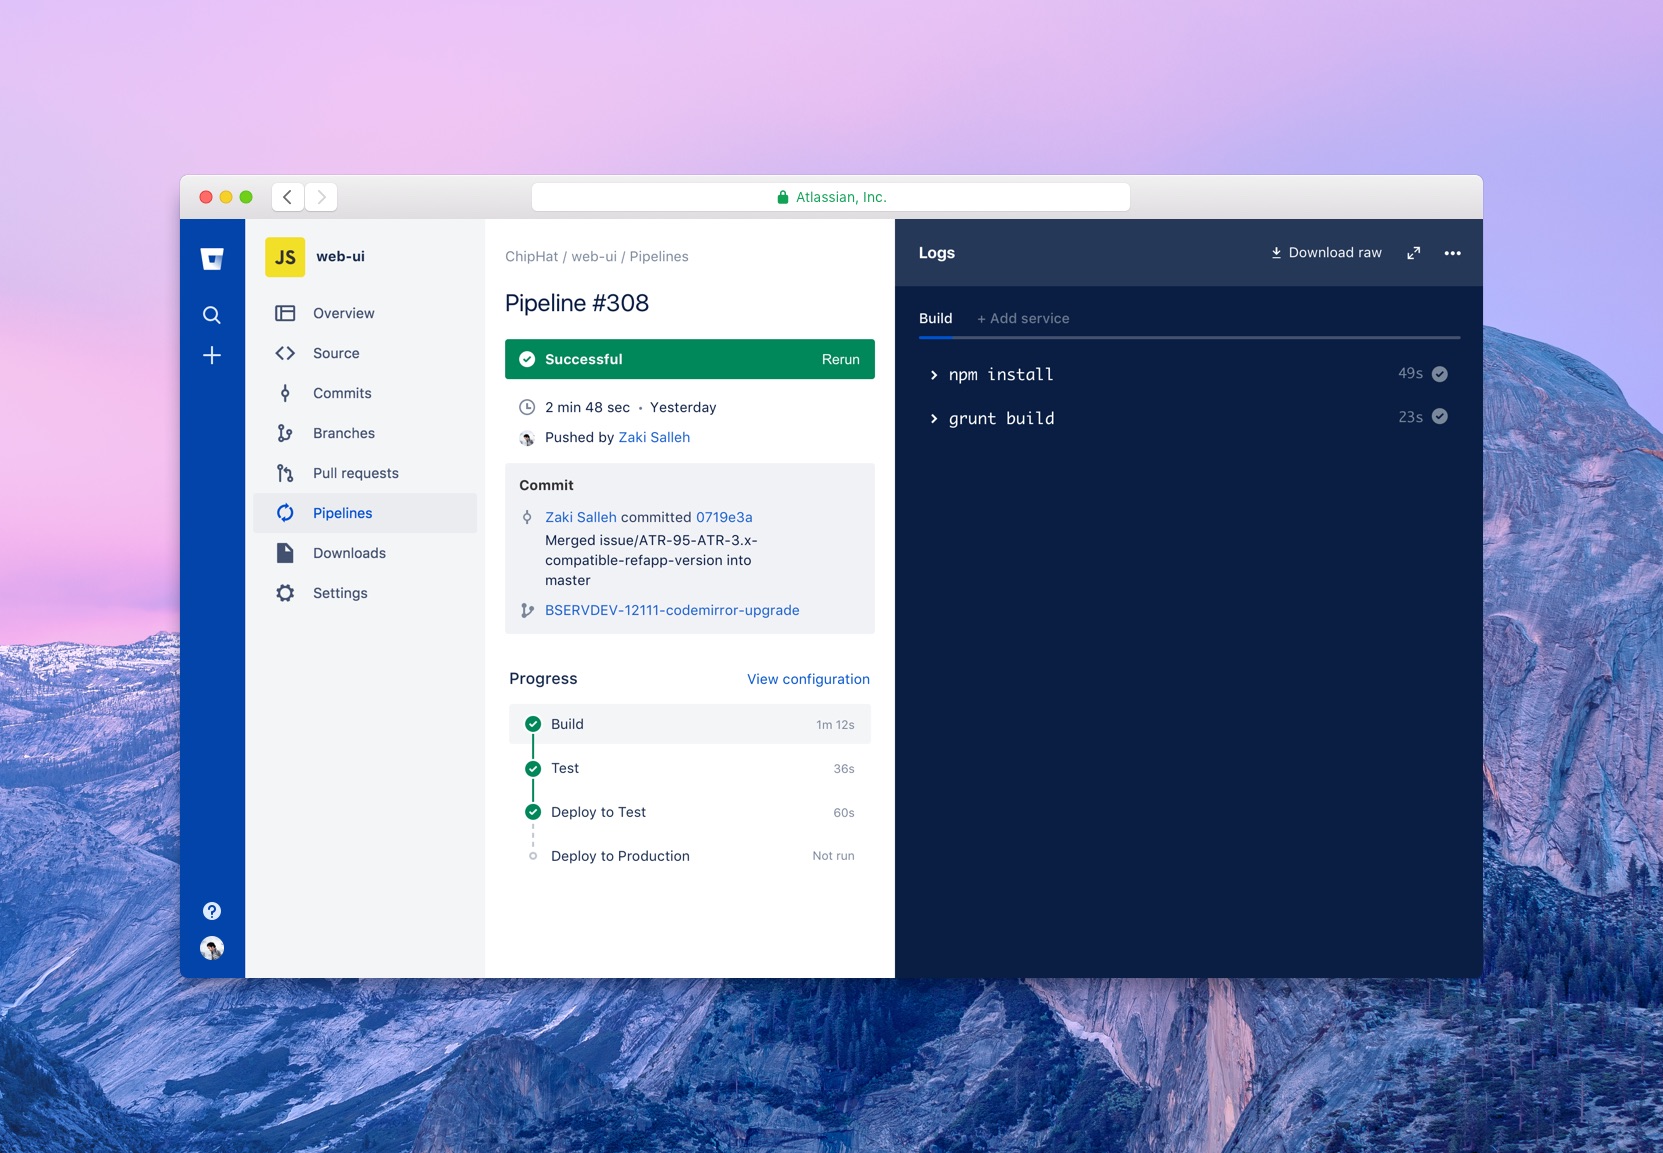 Atlassian, Inc.
JS
web-ui
Overview
Source
Commits
Branches
Pull requests
Pipelines
Downloads
Settings
ChipHat / web-ui / Pipelines
Pipeline #308
Successful
Rerun
2 min 48 sec • Yesterday
Pushed by Zaki Salleh
Commit
Zaki Salleh committed 0719e3a
Merged issue/ATR-95-ATR-3.x-
compatible-refapp-version into
master
BSERVDEV-12111-codemirror-upgrade
Progress
View configuration
Build
1m 12s
Test
36s
Deploy to Test
60s
Deploy to Production
Not run
Logs
Download raw
Build
+ Add service
npm install
49s
grunt build
23s